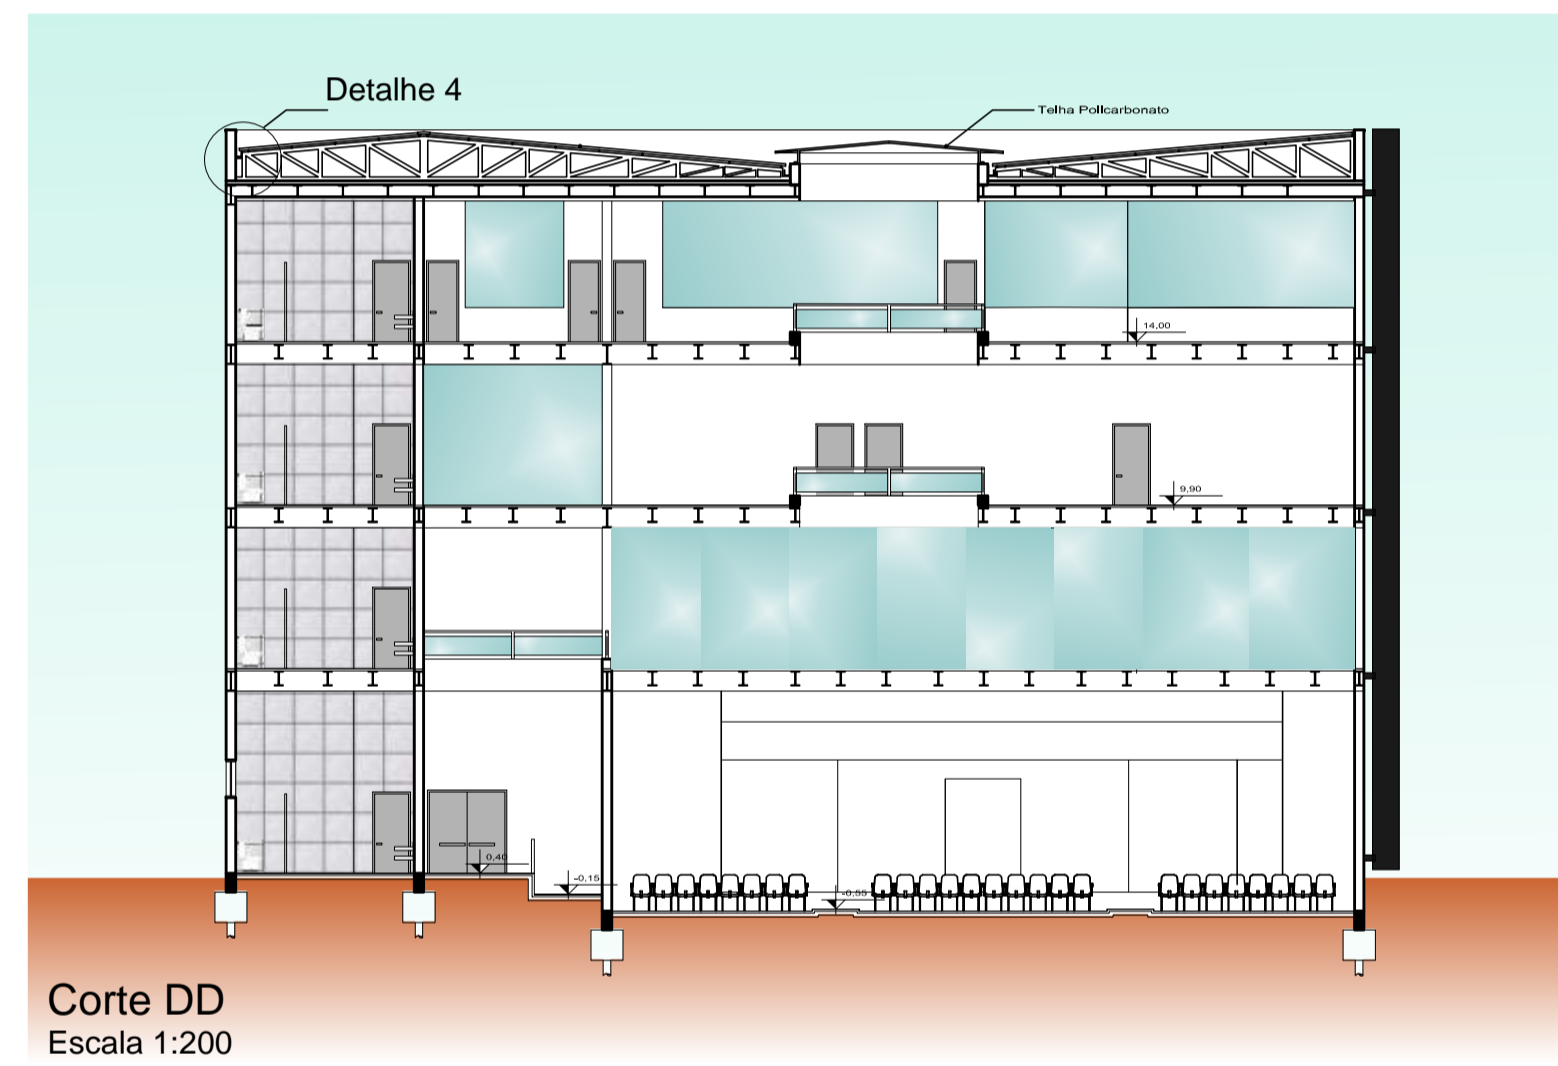 Detalhe 4
Telha Policarbonato
14,00
9,90
0,40
-0,15
-0,55
Corte DD
Escala 1:200